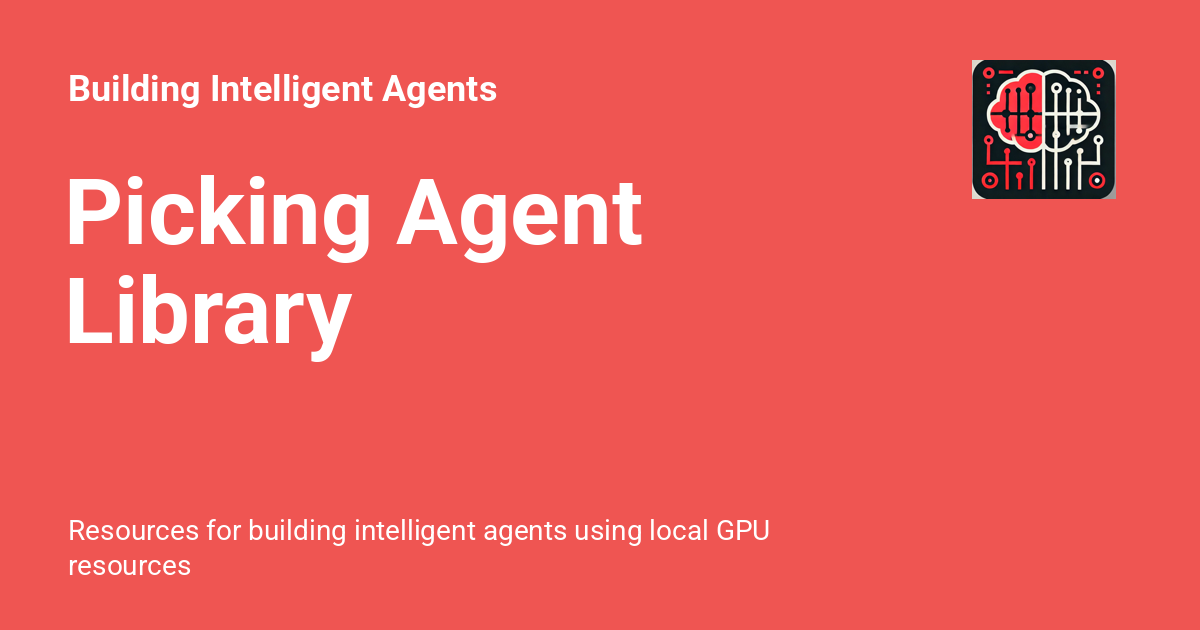 Building Intelligent Agents
Picking Agent
Library
Resources for building intelligent agents using local GPU
resources